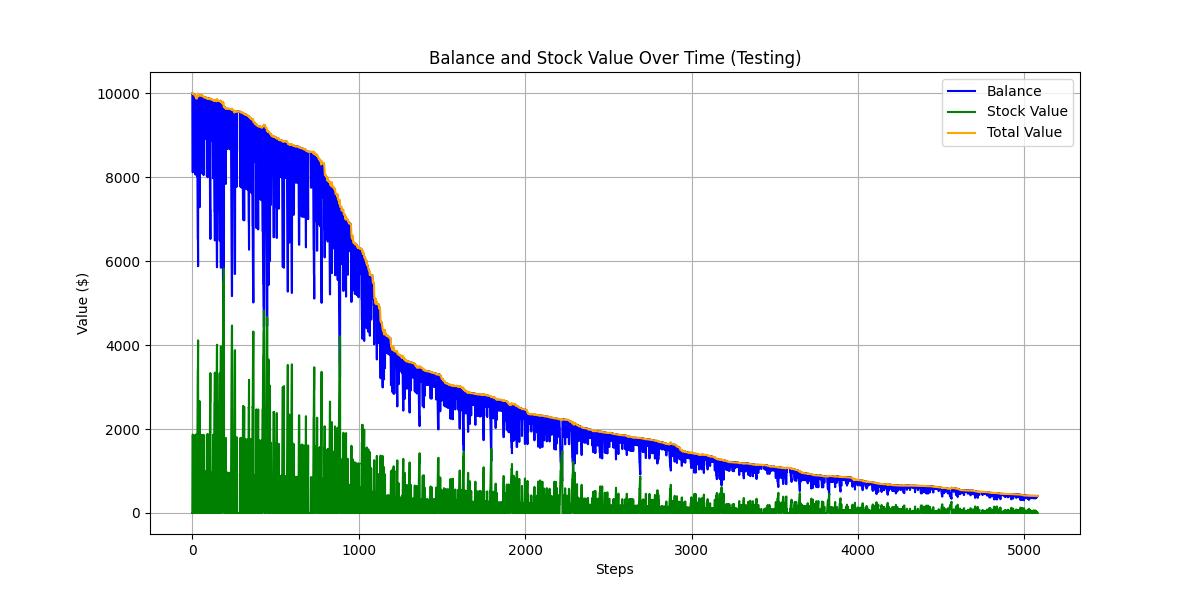 Balance and Stock Value Over Time (Testing)
Balance
Stock Value
Total Value
Value ($)
10000
8000
6000
4000
2000
0
0 1000 2000 3000 4000 5000
Steps